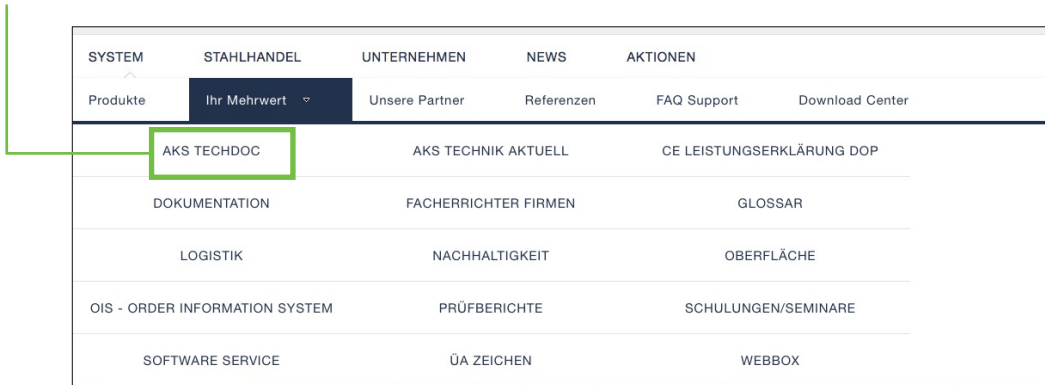 SYSTEM STAHLHANDEL UNTERNEHMEN NEWS AKTIONEN
Produkte Ihr Mehrwert Unsere Partner Referenzen FAQ Support Download Center
AKS TECHDOC AKS TECHNIK AKTUELL CE LEISTUNGSERKLÄRUNG DOP
DOKUMENTATION FACHERRICHTER FIRMEN GLOSSAR
LOGISTIK NACHHALTIGKEIT OBERFLÄCHE
OIS - ORDER INFORMATION SYSTEM PRÜFBERICHTE SCHULUNGEN/SEMINARE
SOFTWARE SERVICE ÜA ZEICHEN WEBBOX